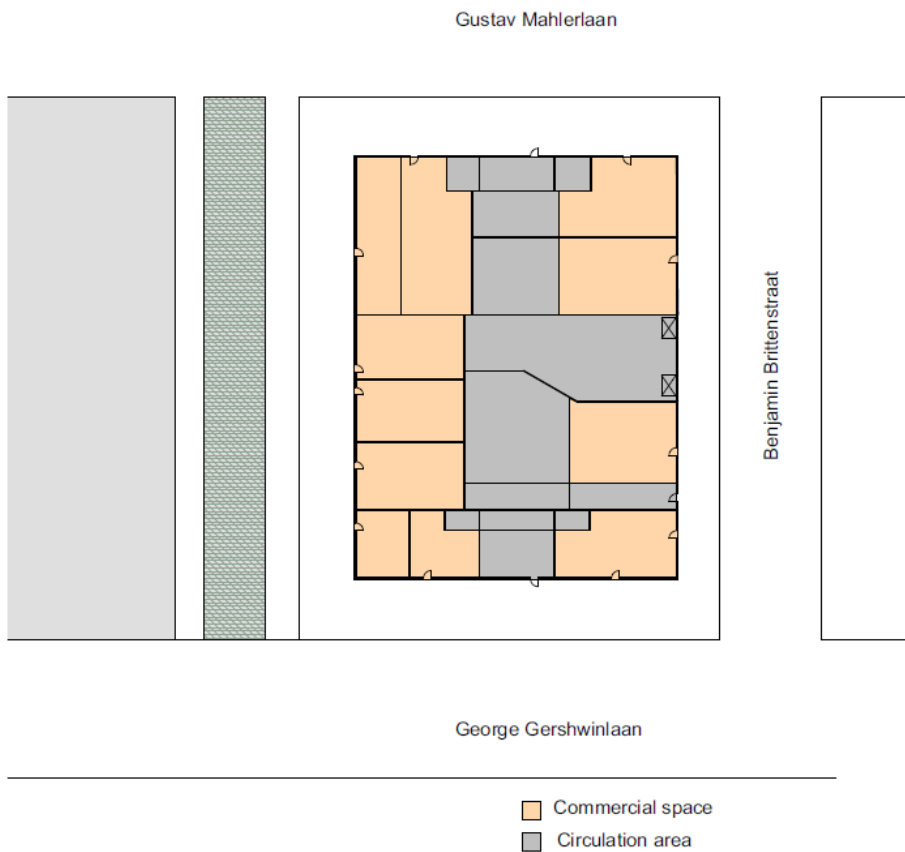 Gustav Mahlerlaan
Benjamin Brittenstraat
George Gershwinlaan
Commercial space
Circulation area